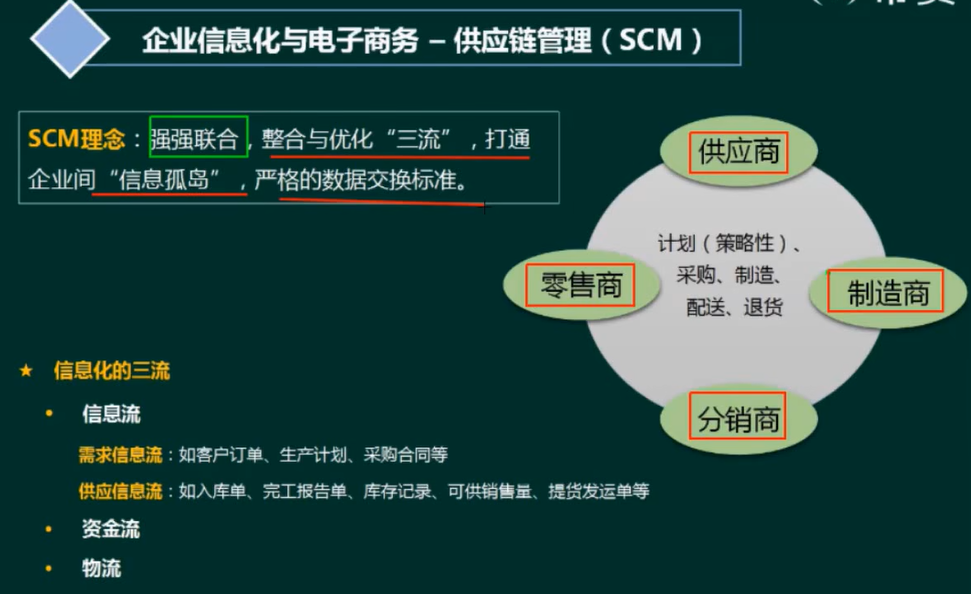 企业信息化与电子商务 – 供应链管理（SCM）
SCM理念：强强联合，整合与优化“三流”，打通
企业间“信息孤岛”，严格的数据交换标准。
供应商
计划（策略性）、
采购、制造、
配送、退货
零售商
制造商
分销商
★ 信息化的三流
• 信息流
需求信息流：如客户订单、生产计划、采购合同等
供应信息流：如入库单、完工报告单、库存记录、可供销售量、提货发运单等
• 资金流
• 物流